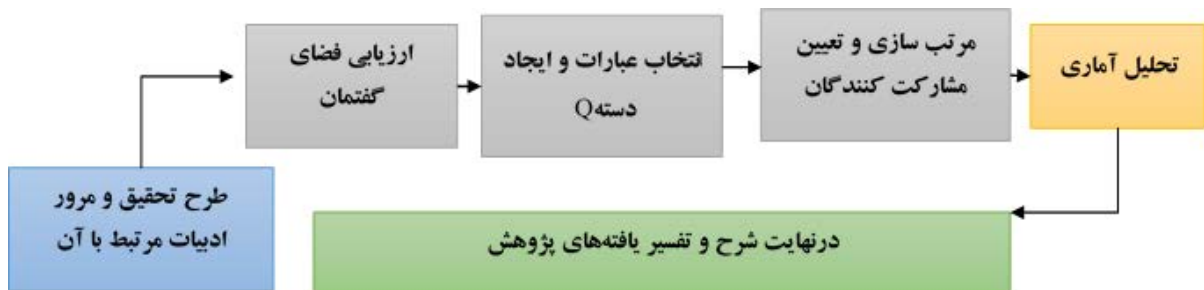 طرح تحقیق و مرور
ادبیات مرتبط با آن
ارزیابی فضای
گفتمان
انتخاب عبارات و ایجاد
دستهQ
مرتب سازی و تعیین
مشارکت کنندگان
تحلیل آماری
درنهایت شرح و تفسیر یافته‌های پژوهش